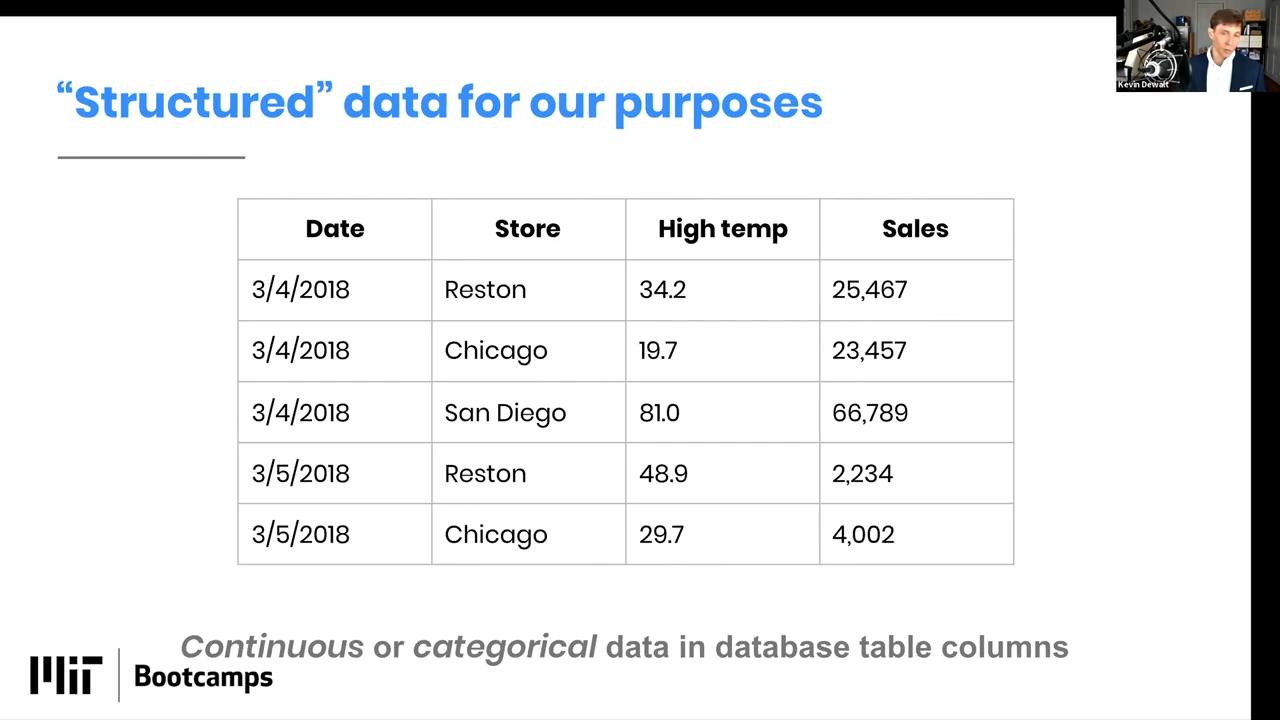 Kevin Dewalt
“Structured” data for our purposes
Date Store High temp Sales
3/4/2018 Reston 34.2 25,467
3/4/2018 Chicago 19.7 23,457
3/4/2018 San Diego 81.0 66,789
3/5/2018 Reston 48.9 2,234
3/5/2018 Chicago 29.7 4,002
Continuous or categorical data in database table columns
MIT Bootcamps